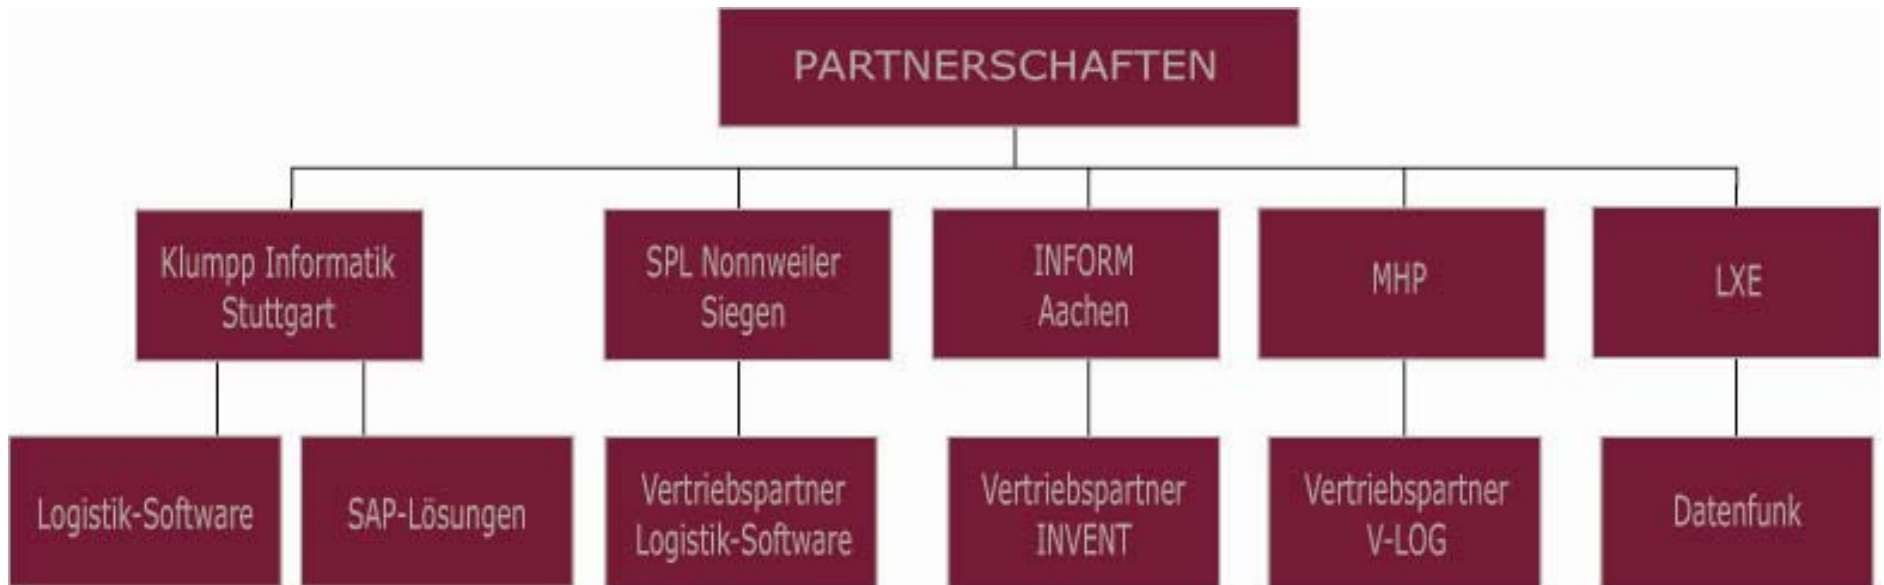 PARTNERSCHAFTEN
Klumpp Informatik
Stuttgart
SPL Nonnweiler
Siegen
INFORM
Aachen
MHP
LXE
Logistik-Software
SAP-Lösungen
Vertriebspartner
Logistik-Software
Vertriebspartner
INVENT
Vertriebspartner
V-LOG
Datenfunk